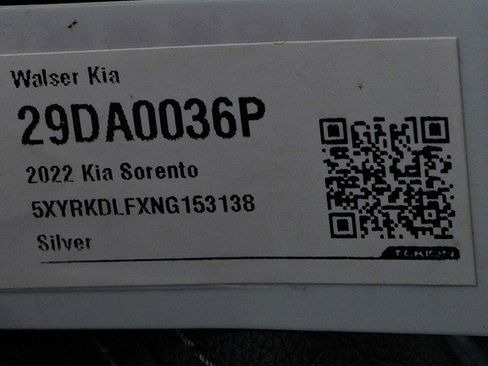 Walser Kia
29DA0036P
2022 Kia Sorento
5XYRKDLFXNG153138
Silver